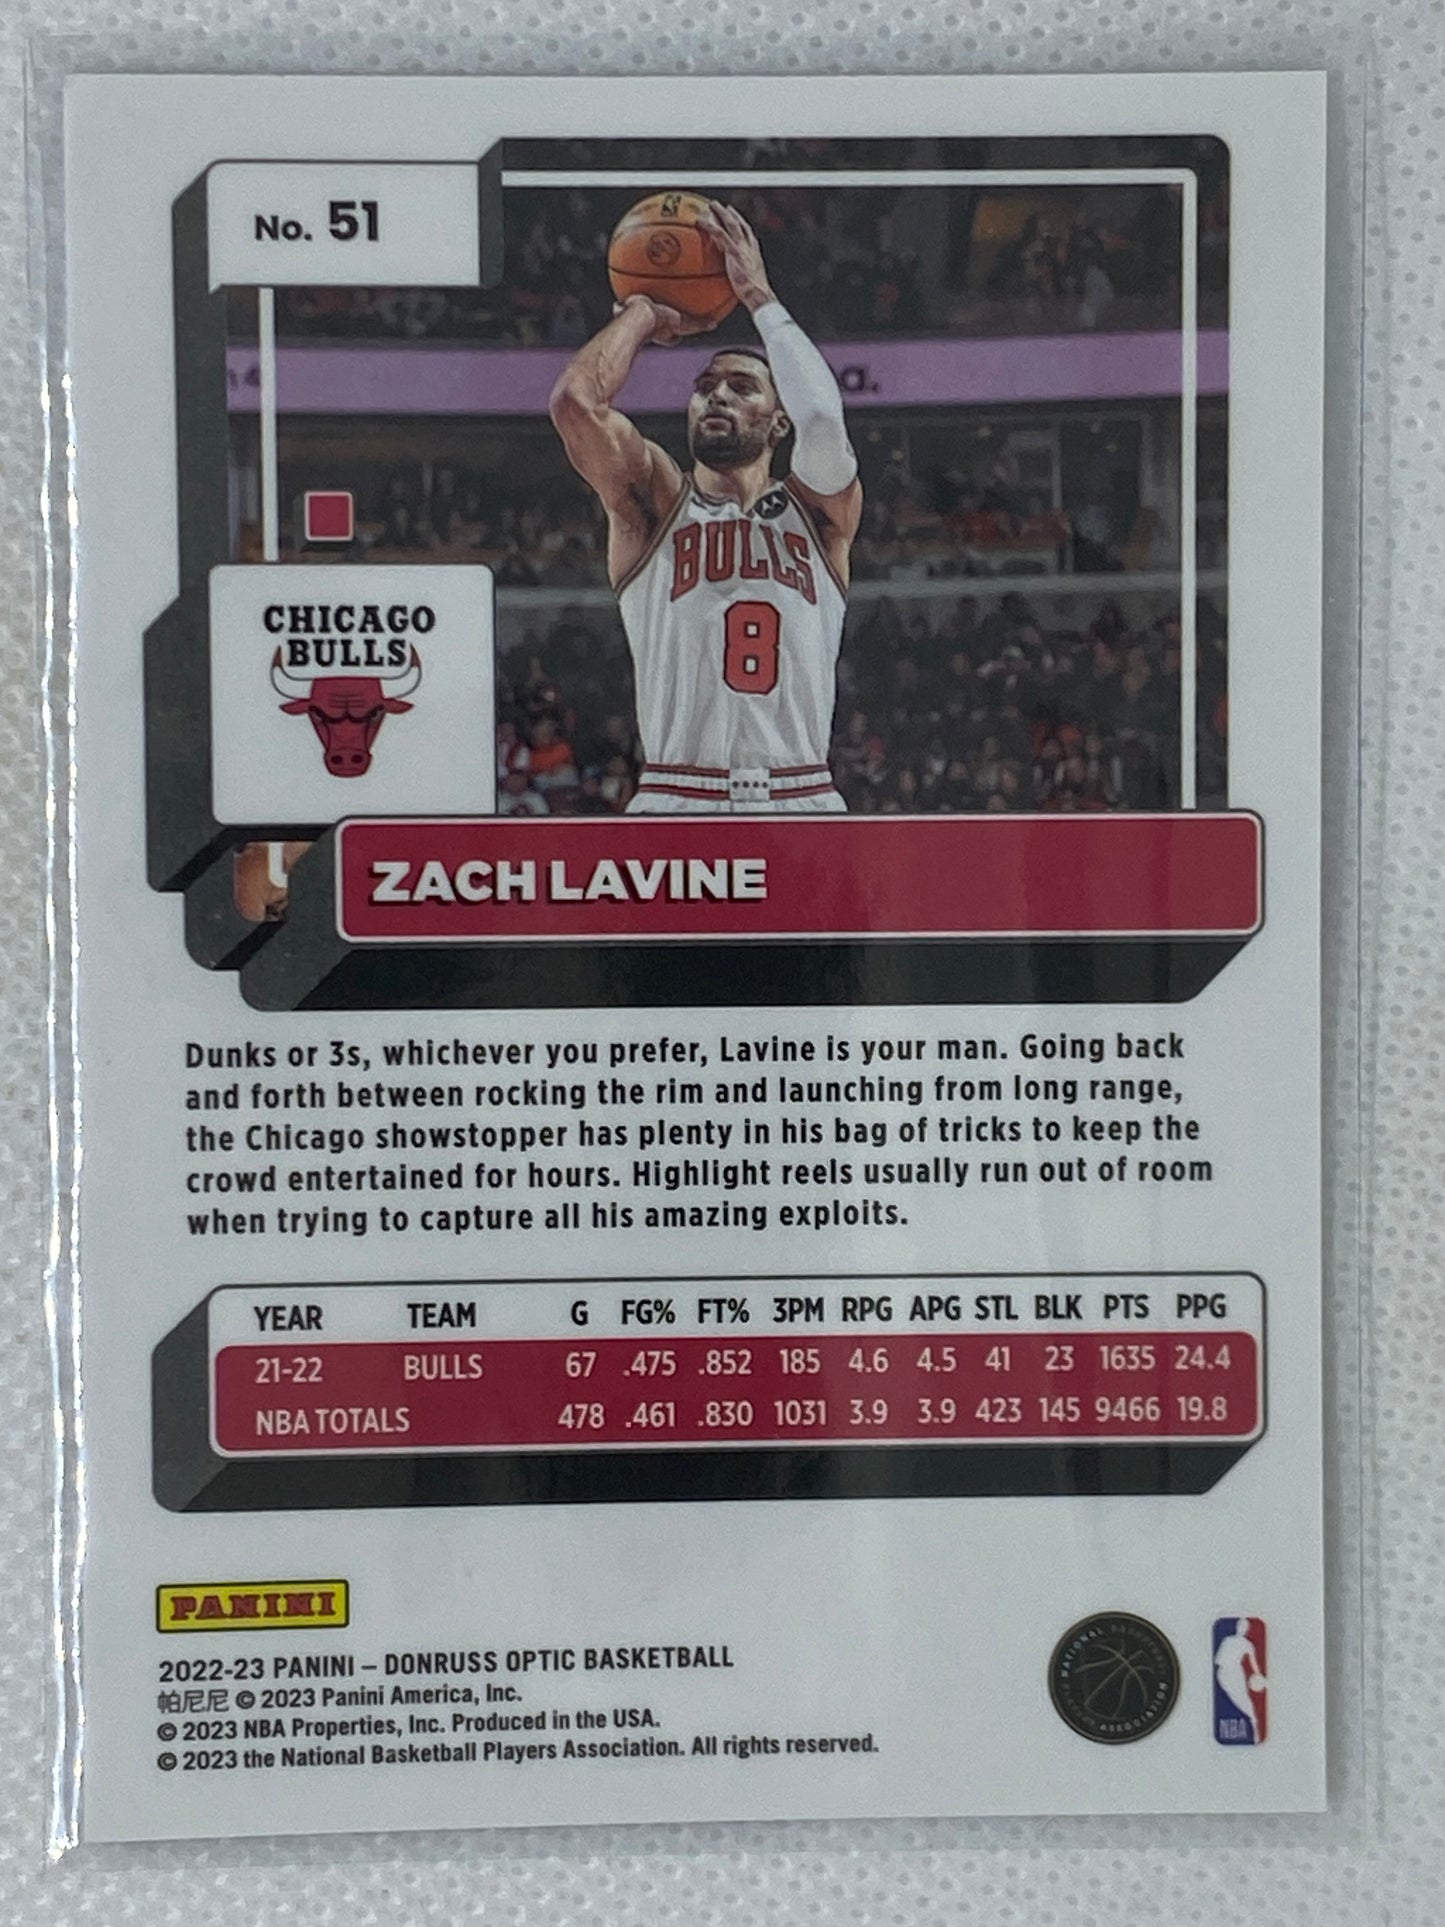 No. 51
BULLS
8
CHICAGO
BULLS
ZACH LAVINE
Dunks or 3s, whichever you prefer, Lavine is your man. Going back
and forth between rocking the rim and launching from long range,
the Chicago showstopper has plenty in his bag of tricks to keep the
crowd entertained for hours. Highlight reels usually run out of room
when trying to capture all his amazing exploits.
YEAR TEAM G FG% FT% 3PM RPG APG STL BLK PTS PPG
21-22 BULLS 67 .475 .852 185 4.6 4.5 41 23 1635 24.4
NBA TOTALS 478 .461 .830 1031 3.9 3.9 423 145 9466 19.8
PANINI
2022-23 PANINI – DONRUSS OPTIC BASKETBALL
帕尼尼 © 2023 Panini America, Inc.
© 2023 NBA Properties, Inc. Produced in the USA.
© 2023 the National Basketball Players Association. All rights reserved.
NATIONAL BASKETBALL PLAYERS ASSOCIATION
NBA